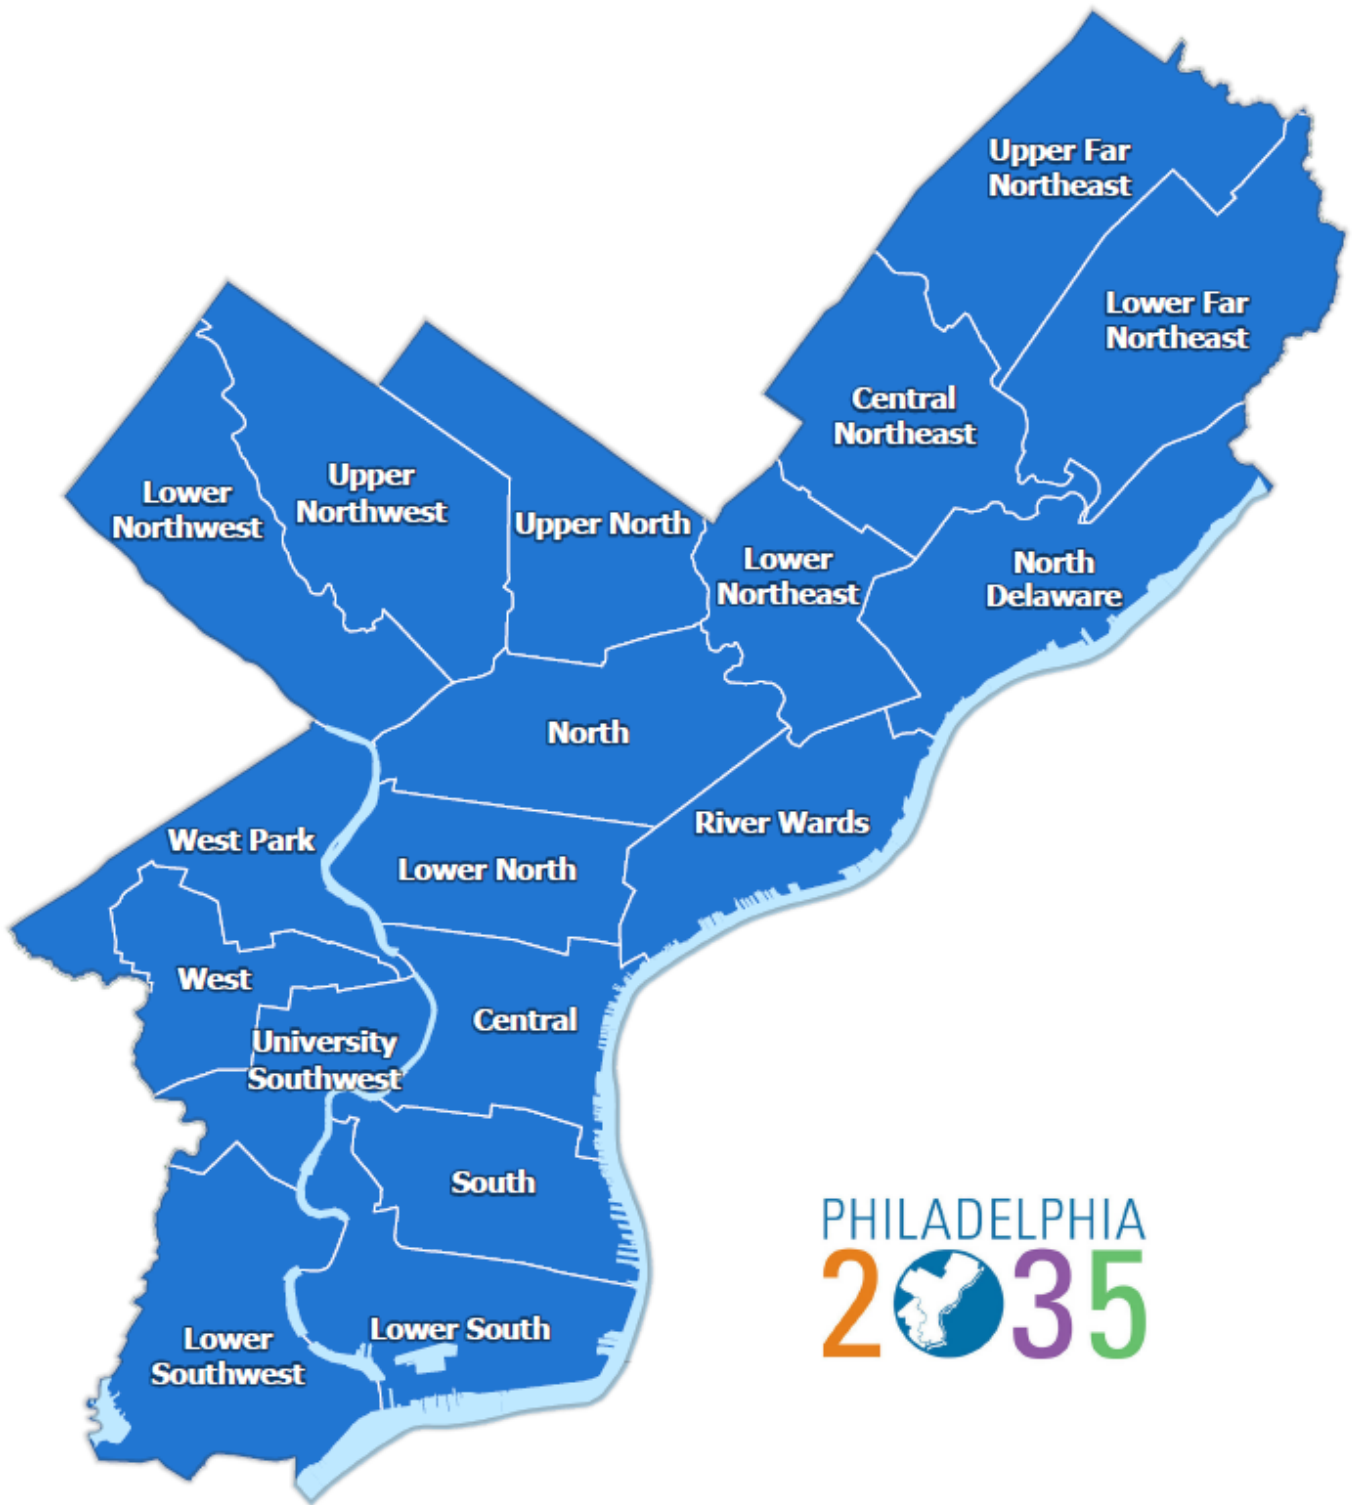 Upper Far
Northeast
Lower Far
Northeast
Central
Northeast
Lower
Northwest
Upper
Northwest
Upper North
Lower
Northeast
North
Delaware
North
River Wards
West Park
Lower North
West
Central
University
Southwest
South
Lower South
Lower
Southwest
PHILADELPHIA
2035